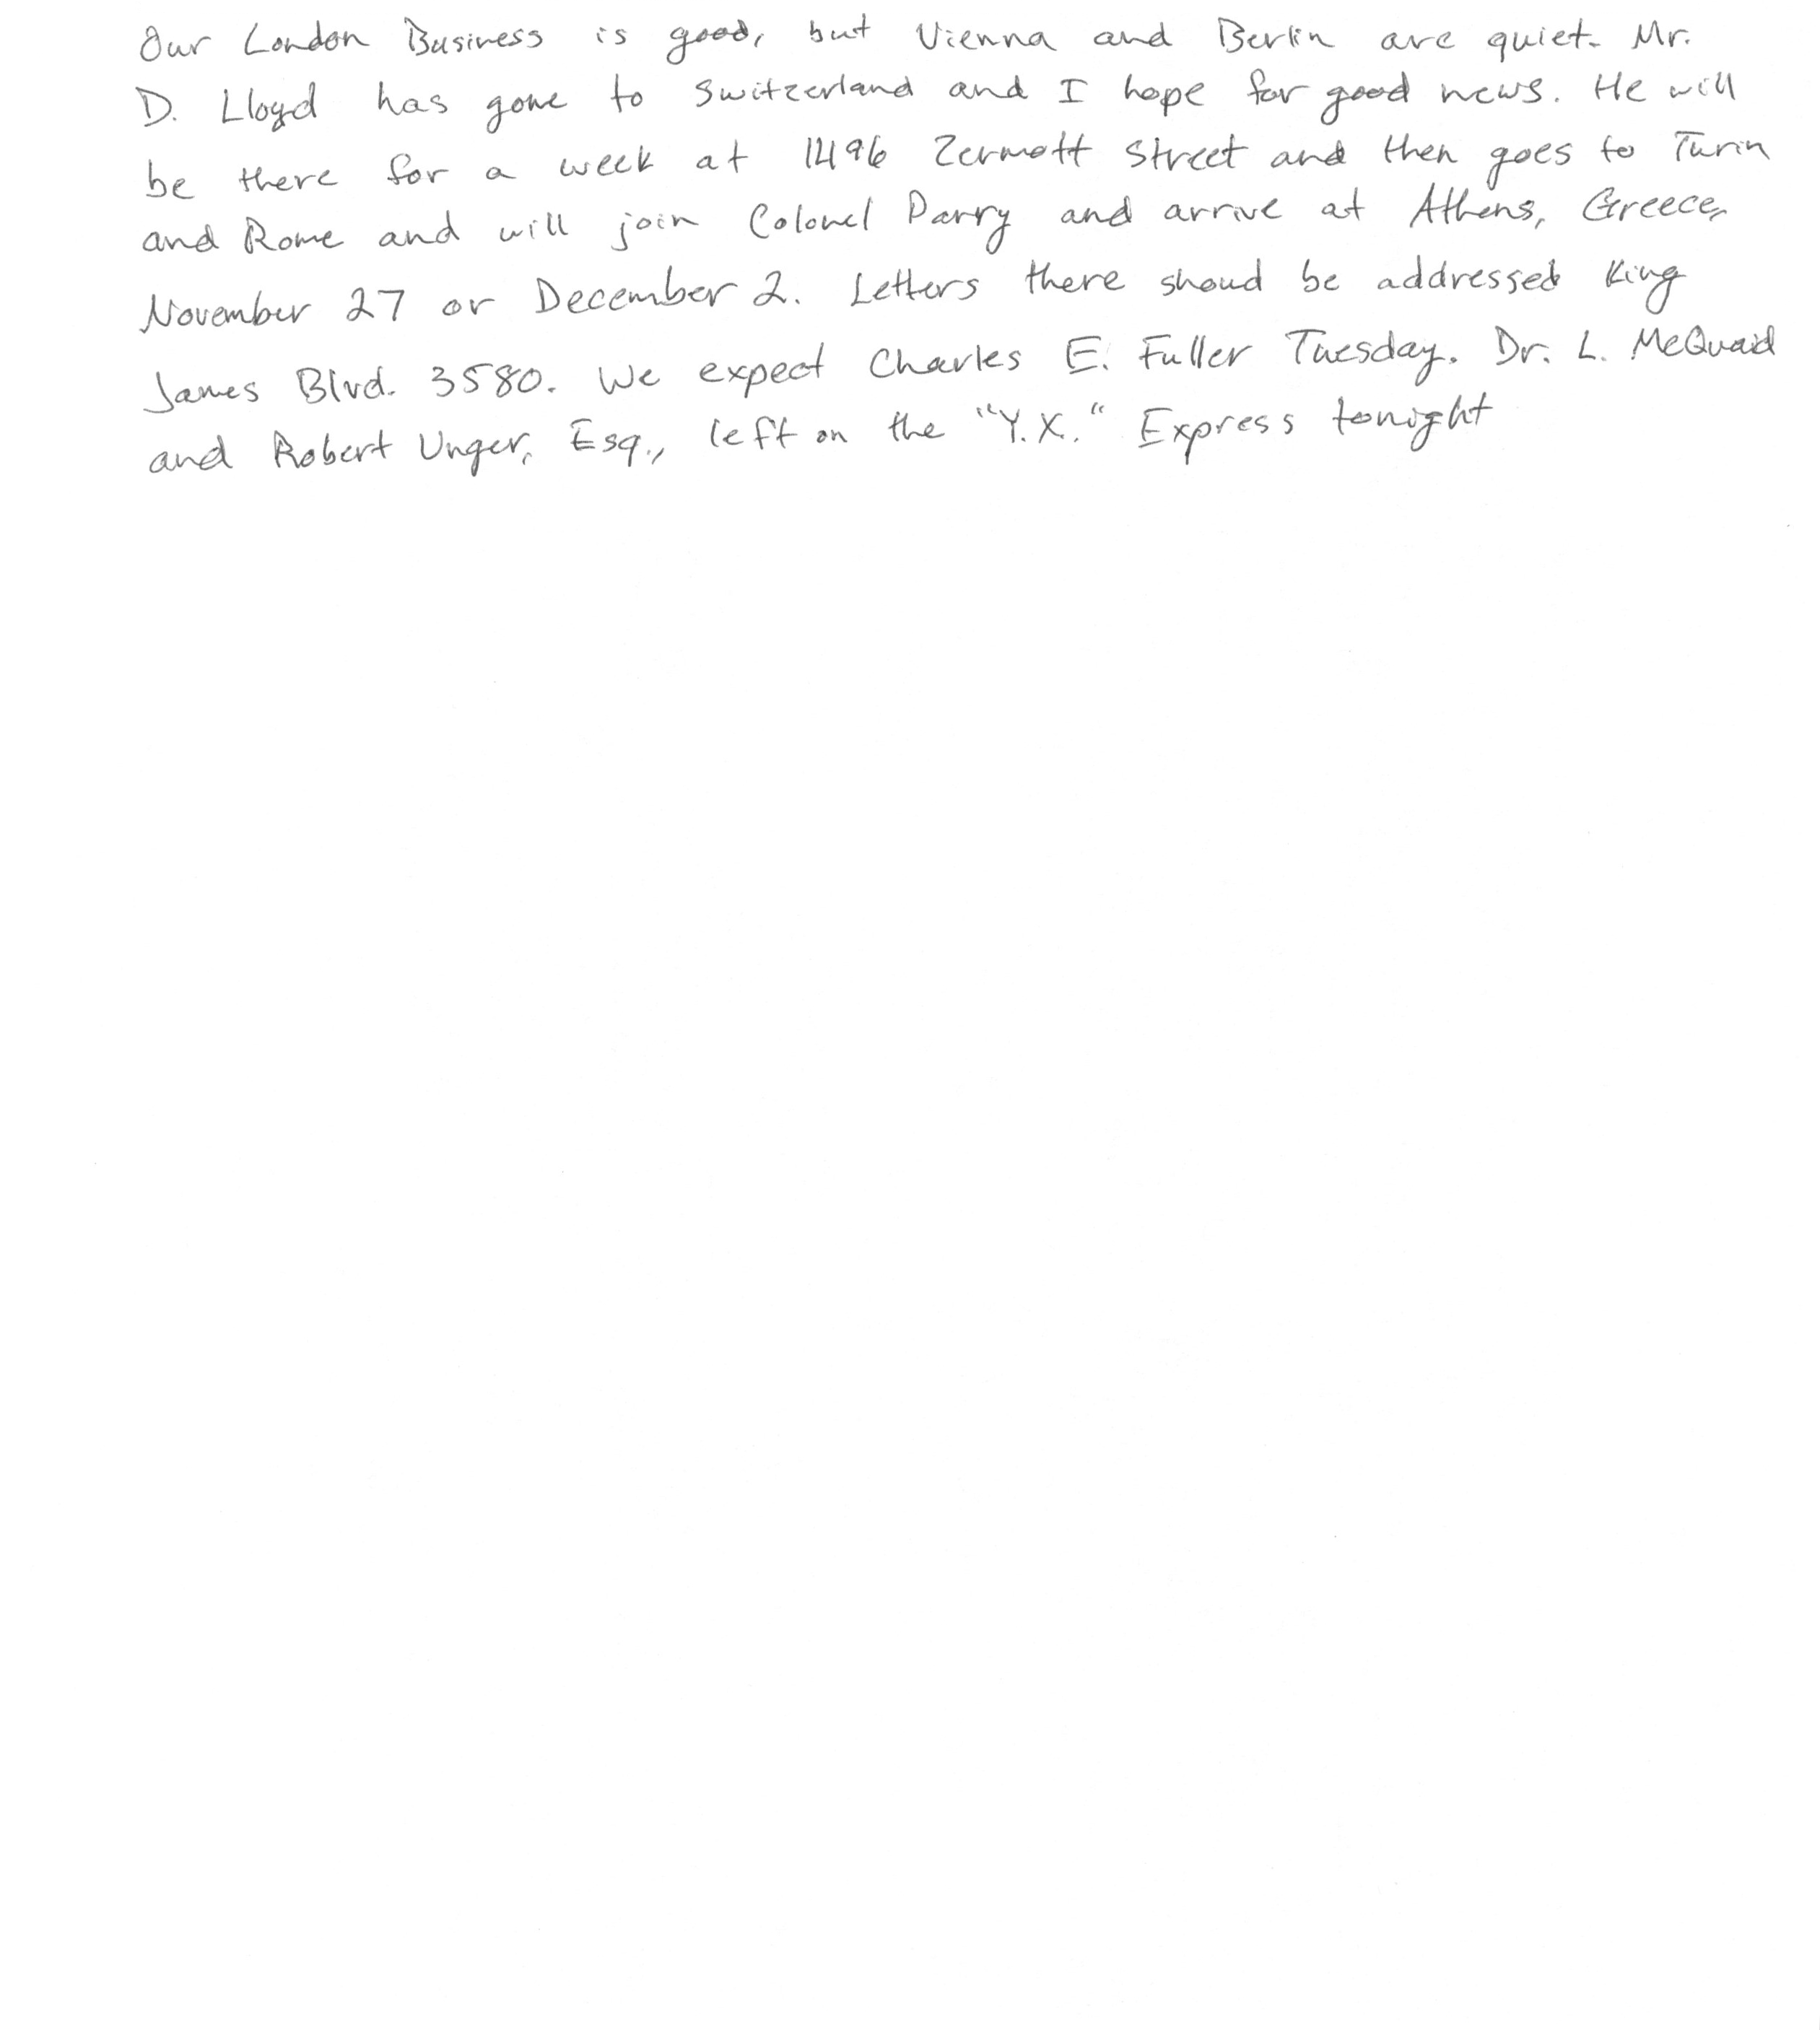 Our London Business is good, but Vienna and Berlin are quiet. Mr.
D. Lloyd has gone to Switzerland and I hope for good news. He will
be there for a week at 1496 Zermott Street and then goes to Turin
and Rome and will join Colonel Parry and arrive at Athens, Greece,
November 27 or December 2. Letters there shoud be addressed King
James Blvd. 3580. We expect Charles E. Fuller Tuesday. Dr. L. McQuaid
and Robert Unger, Esq., left on the "Y.X." Express tonight